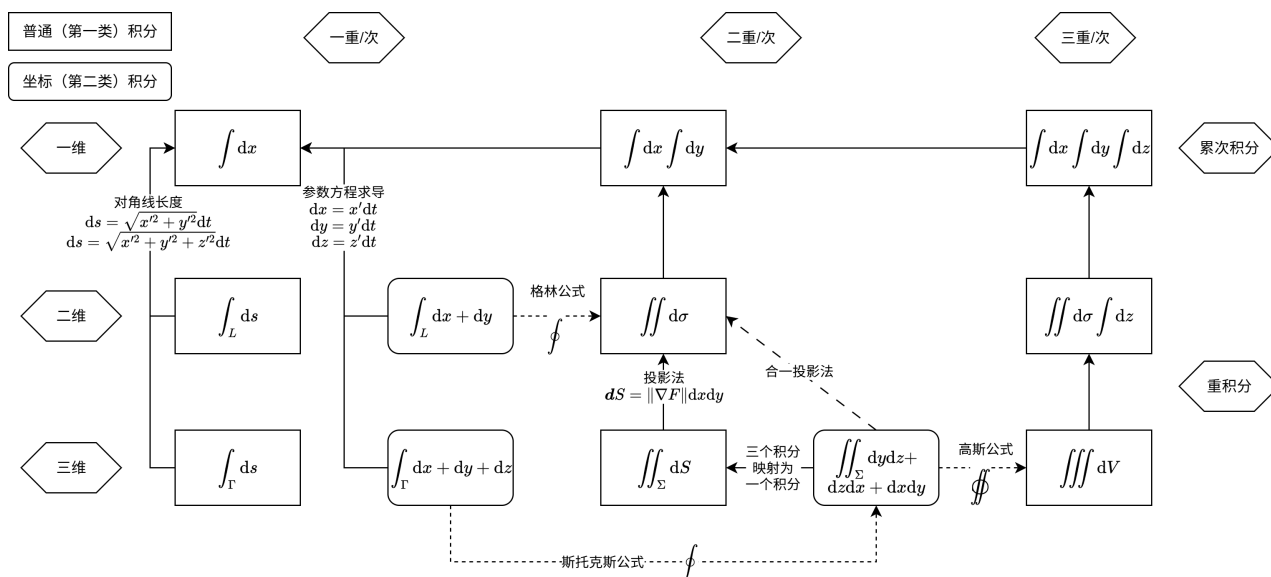 普通（第一类）积分
一重/次
二重/次
三重/次
坐标（第二类）积分
一维
∫ dx
∫ dx ∫ dy
∫ dx ∫ dy ∫ dz
累次积分
对角线长度
ds = √(x′² + y′²)dt
ds = √(x′² + y′² + z′²)dt
参数方程求导
dx = x′dt
dy = y′dt
dz = z′dt
二维
∫_L ds
∫_L dx + dy
格林公式
∮
∬ dσ
∬ dσ ∫ dz
投影法
dS = ‖∇F‖dxdy
合一投影法
重积分
三维
∫_Γ ds
∫_Γ dx + dy + dz
∬_Σ dS
三个积分
映射为
一个积分
∬_Σ dydz+
dzdx + dxdy
高斯公式
∯
∭ dV
斯托克斯公式 ∮